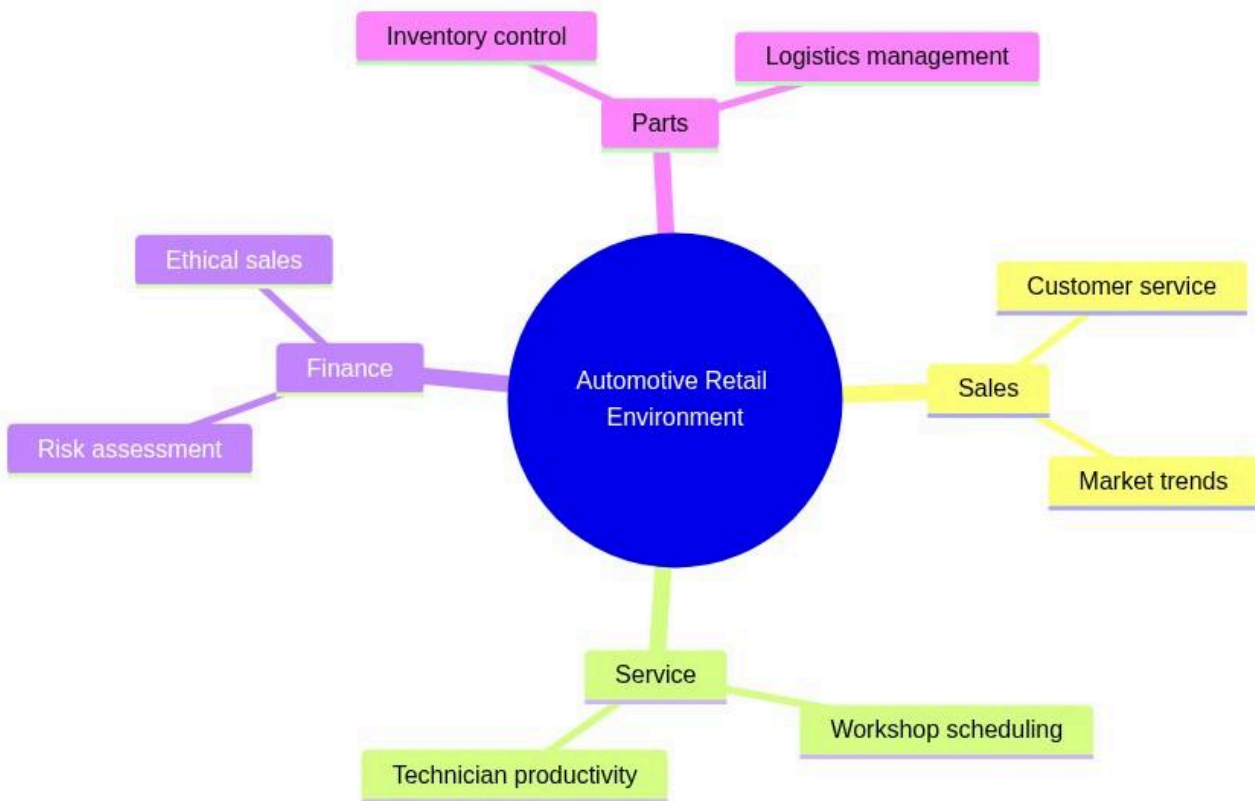 Inventory control
Logistics management
Parts
Ethical sales
Customer service
Finance
Automotive Retail
Environment
Sales
Risk assessment
Market trends
Service
Workshop scheduling
Technician productivity